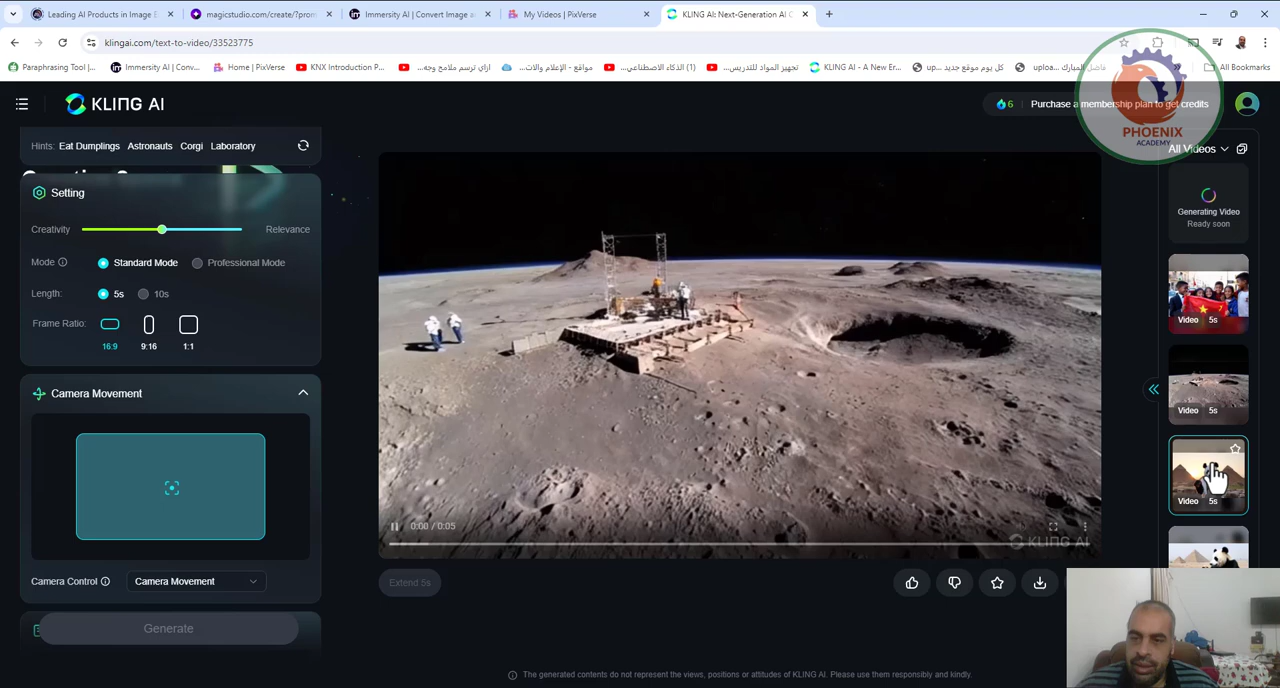 Leading AI Products in Image E
magicstudio.com/create/?prom
Immersity AI | Convert Image a
My Videos | PixVerse
KLING AI: Next-Generation AI C
klingai.com/text-to-video/33523775
Paraphrasing Tool |...
Immersity AI | Conv...
Home | PixVerse
KNX Introduction P...
ازاي ترسم ملامح وجه...
مواقع - الإعلام والات...
(1) الذكاء الاصطناعي...
تجهيز المواد للتدريس...
KLING AI - A New Er...
كل يوم موقع جديد up...
فاضل المبارك uploa...
All Bookmarks
KLING AI
6
Purchase a membership plan to get credits
PHOENIX
ACADEMY
Hints: Eat Dumplings Astronauts Corgi Laboratory
All Videos
Setting
Creativity
Relevance
Mode
Standard Mode
Professional Mode
Length:
5s
10s
Frame Ratio:
16:9
9:16
1:1
Generating Video
Ready soon
Video 5s
Video 5s
Video 5s
Camera Movement
Camera Control
Camera Movement
Generate
0:00 / 0:05
KLING AI
Extend 5s
The generated contents do not represent the views, positions or attitudes of KLING AI. Please use them responsibly and kindly.